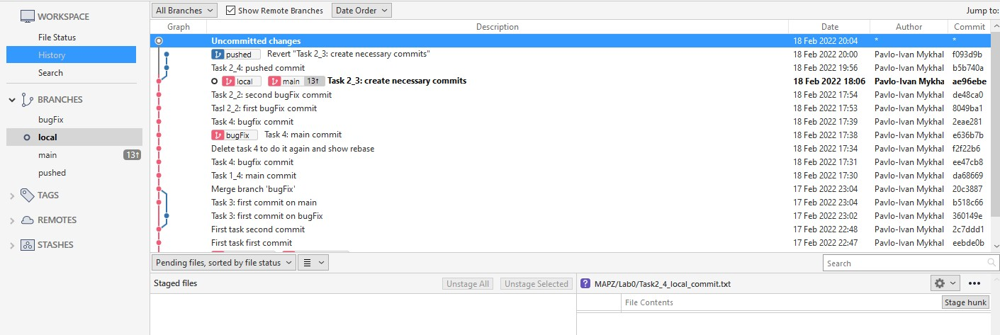 WORKSPACE
File Status
History
Search
BRANCHES
bugFix
local
main 13↑
pushed
TAGS
REMOTES
STASHES
All Branches Show Remote Branches Date Order Jump to:
Graph Description Date Author Commit
Uncommitted changes 18 Feb 2022 20:04 * *
pushed Revert "Task 2_3: create necessary commits" 18 Feb 2022 20:00 Pavlo-Ivan Mykhal f093d9b
Task 2_4: pushed commit 18 Feb 2022 19:56 Pavlo-Ivan Mykhal b5b740a
local main 13↑ Task 2_3: create necessary commits 18 Feb 2022 18:06 Pavlo-Ivan Mykha ae96ebe
Task 2_2: second bugFix commit 18 Feb 2022 17:54 Pavlo-Ivan Mykhal de48ca0
Tasl 2_2: first bugFix commit 18 Feb 2022 17:53 Pavlo-Ivan Mykhal 8049ba1
Task 4: bugfix commit 18 Feb 2022 17:39 Pavlo-Ivan Mykhal 2eae281
bugFix Task 4: main commit 18 Feb 2022 17:38 Pavlo-Ivan Mykhal e636b7b
Delete task 4 to do it again and show rebase 18 Feb 2022 17:34 Pavlo-Ivan Mykhal f2f22b6
Task 4: bugfix commit 18 Feb 2022 17:31 Pavlo-Ivan Mykhal ee47cb8
Task 1_4: main commit 18 Feb 2022 17:30 Pavlo-Ivan Mykhal da68669
Merge branch 'bugFix' 17 Feb 2022 23:04 Pavlo-Ivan Mykhal 20c3887
Task 3: first commit on main 17 Feb 2022 23:04 Pavlo-Ivan Mykhal b518c66
Task 3: first commit on bugFix 17 Feb 2022 23:02 Pavlo-Ivan Mykhal 360149e
First task second commit 17 Feb 2022 22:48 Pavlo-Ivan Mykhal 2c7ddd1
First task first commit 17 Feb 2022 22:47 Pavlo-Ivan Mykhal eebde0b
Pending files, sorted by file status Search
Staged files Unstage All Unstage Selected
MAPZ/Lab0/Task2_4_local_commit.txt
File Contents Stage hunk